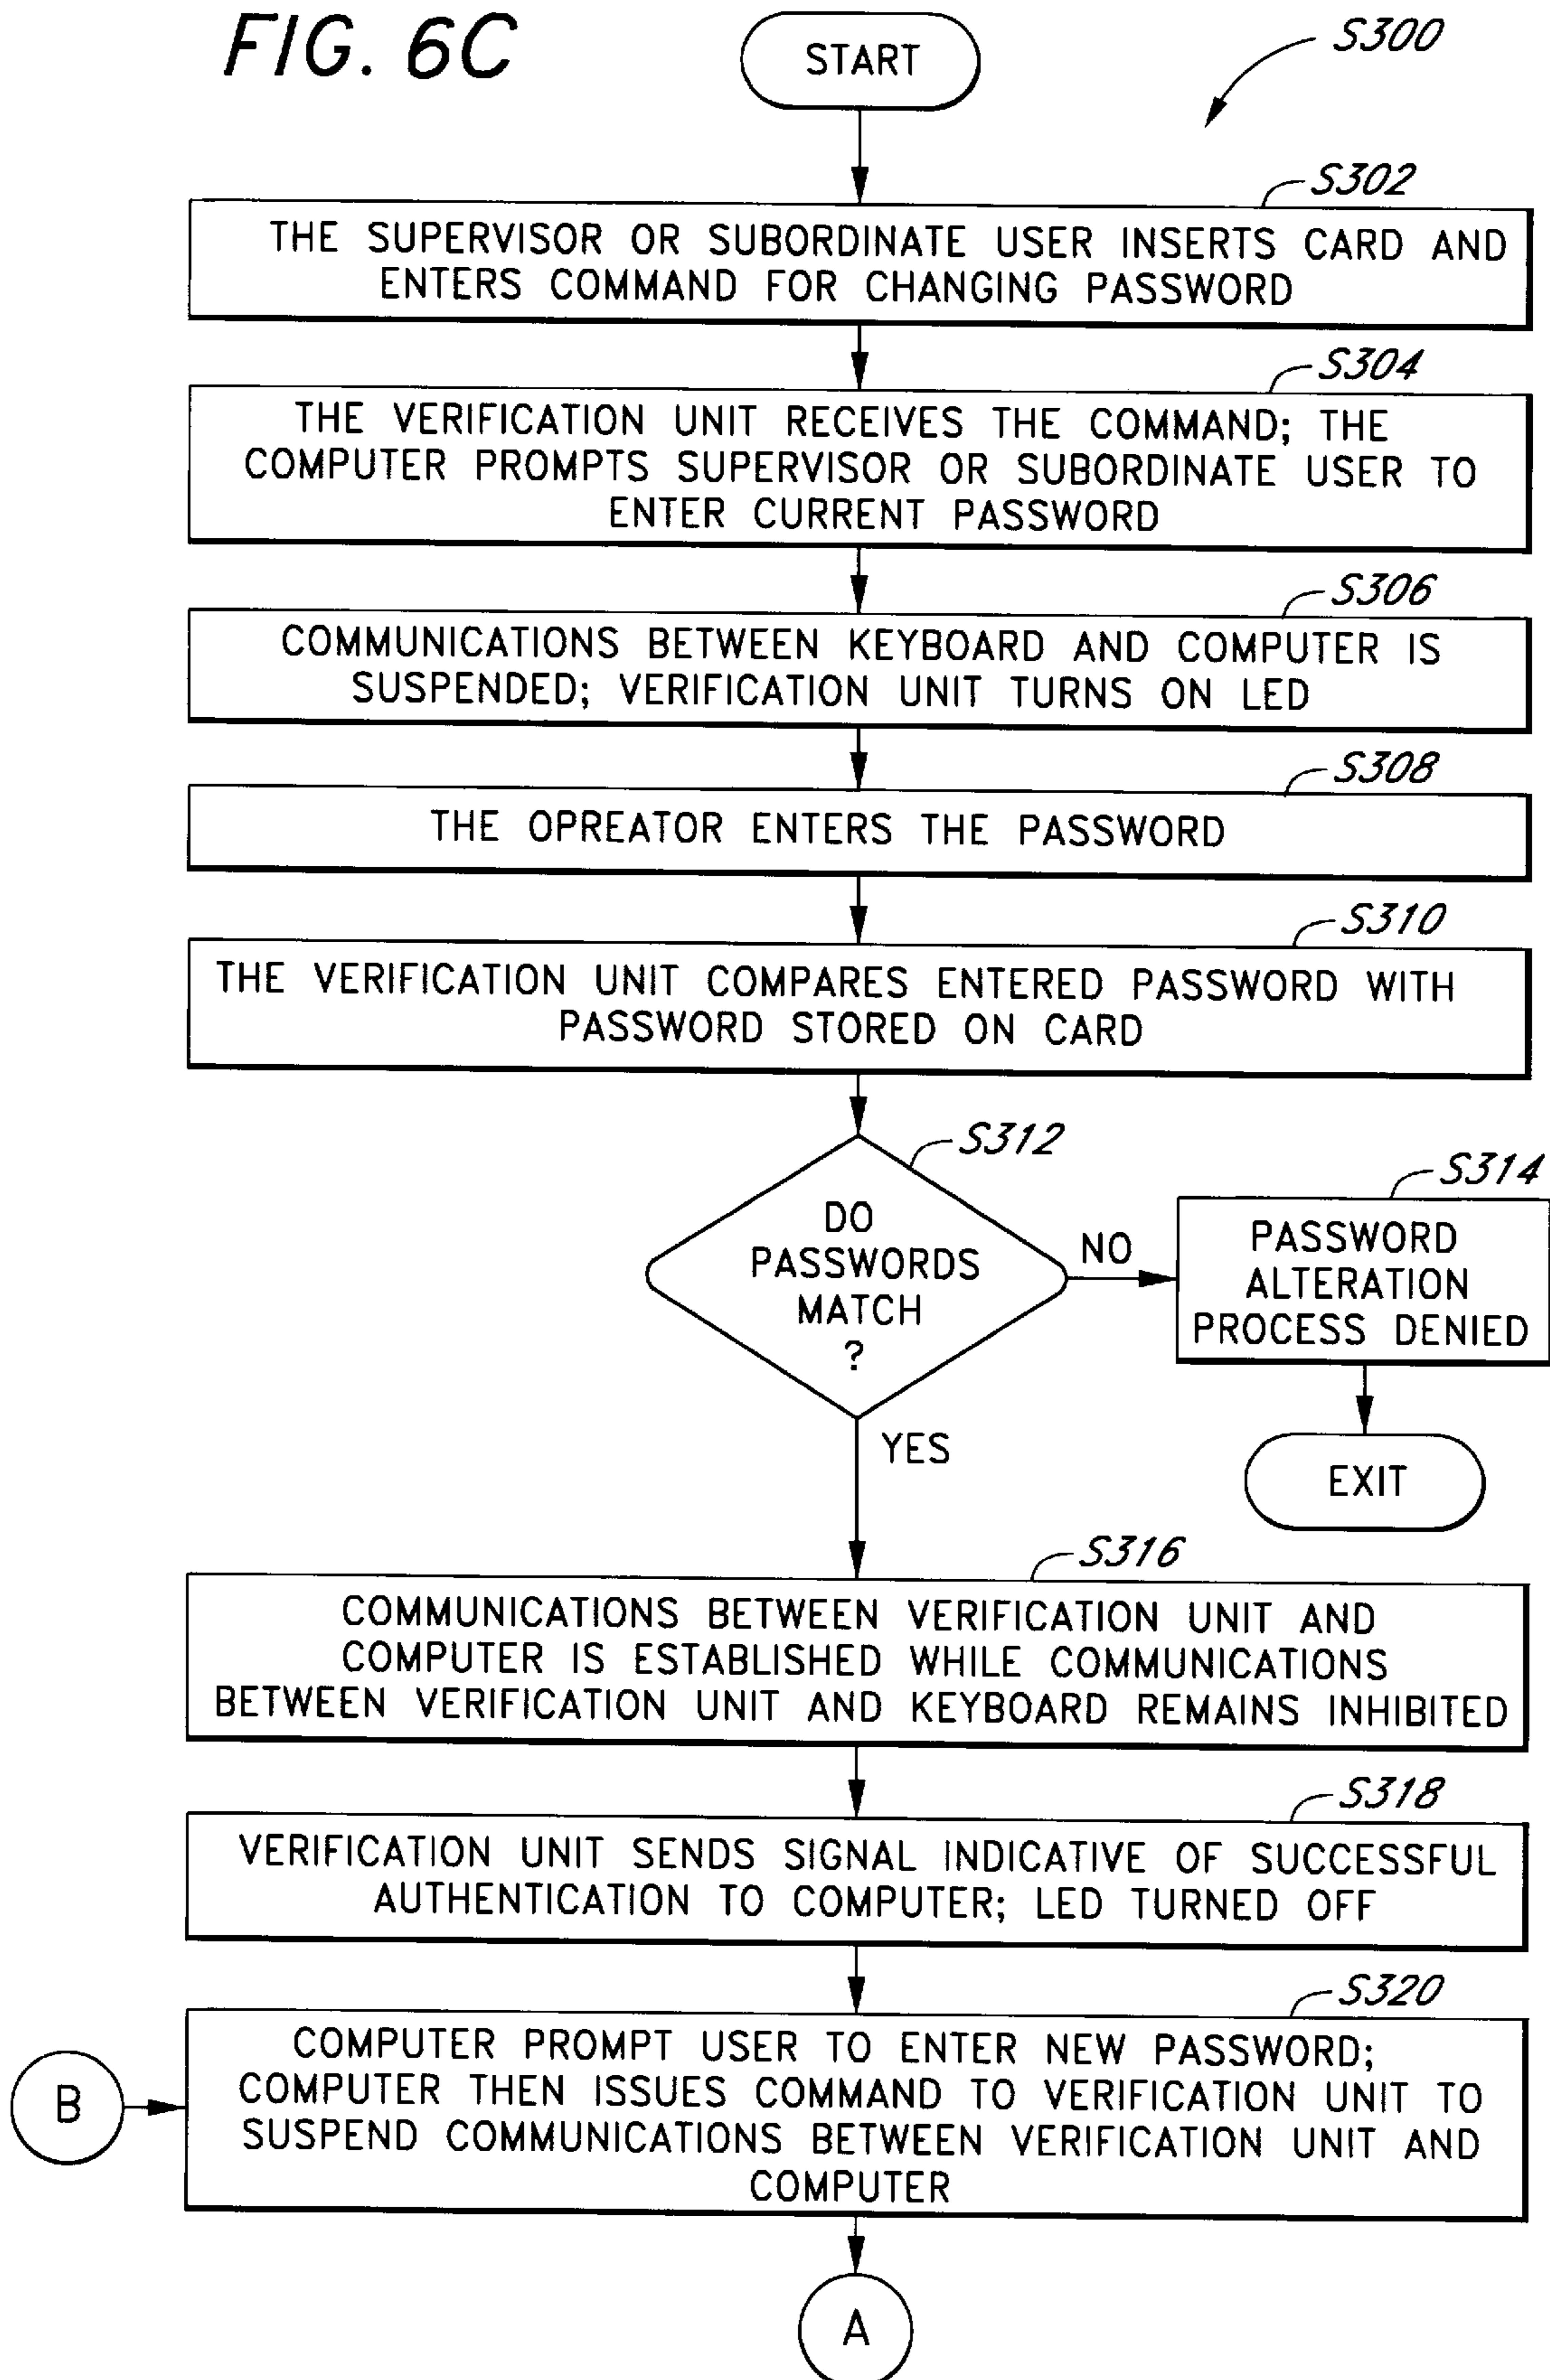 FIG. 6C
START
S300
S302
THE SUPERVISOR OR SUBORDINATE USER INSERTS CARD AND
ENTERS COMMAND FOR CHANGING PASSWORD
S304
THE VERIFICATION UNIT RECEIVES THE COMMAND; THE
COMPUTER PROMPTS SUPERVISOR OR SUBORDINATE USER TO
ENTER CURRENT PASSWORD
S306
COMMUNICATIONS BETWEEN KEYBOARD AND COMPUTER IS
SUSPENDED; VERIFICATION UNIT TURNS ON LED
S308
THE OPREATOR ENTERS THE PASSWORD
S310
THE VERIFICATION UNIT COMPARES ENTERED PASSWORD WITH
PASSWORD STORED ON CARD
S312
DO
PASSWORDS
MATCH
?
NO
S314
PASSWORD
ALTERATION
PROCESS DENIED
EXIT
YES
S316
COMMUNICATIONS BETWEEN VERIFICATION UNIT AND
COMPUTER IS ESTABLISHED WHILE COMMUNICATIONS
BETWEEN VERIFICATION UNIT AND KEYBOARD REMAINS INHIBITED
S318
VERIFICATION UNIT SENDS SIGNAL INDICATIVE OF SUCCESSFUL
AUTHENTICATION TO COMPUTER; LED TURNED OFF
S320
COMPUTER PROMPT USER TO ENTER NEW PASSWORD;
COMPUTER THEN ISSUES COMMAND TO VERIFICATION UNIT TO
SUSPEND COMMUNICATIONS BETWEEN VERIFICATION UNIT AND
COMPUTER
B
A